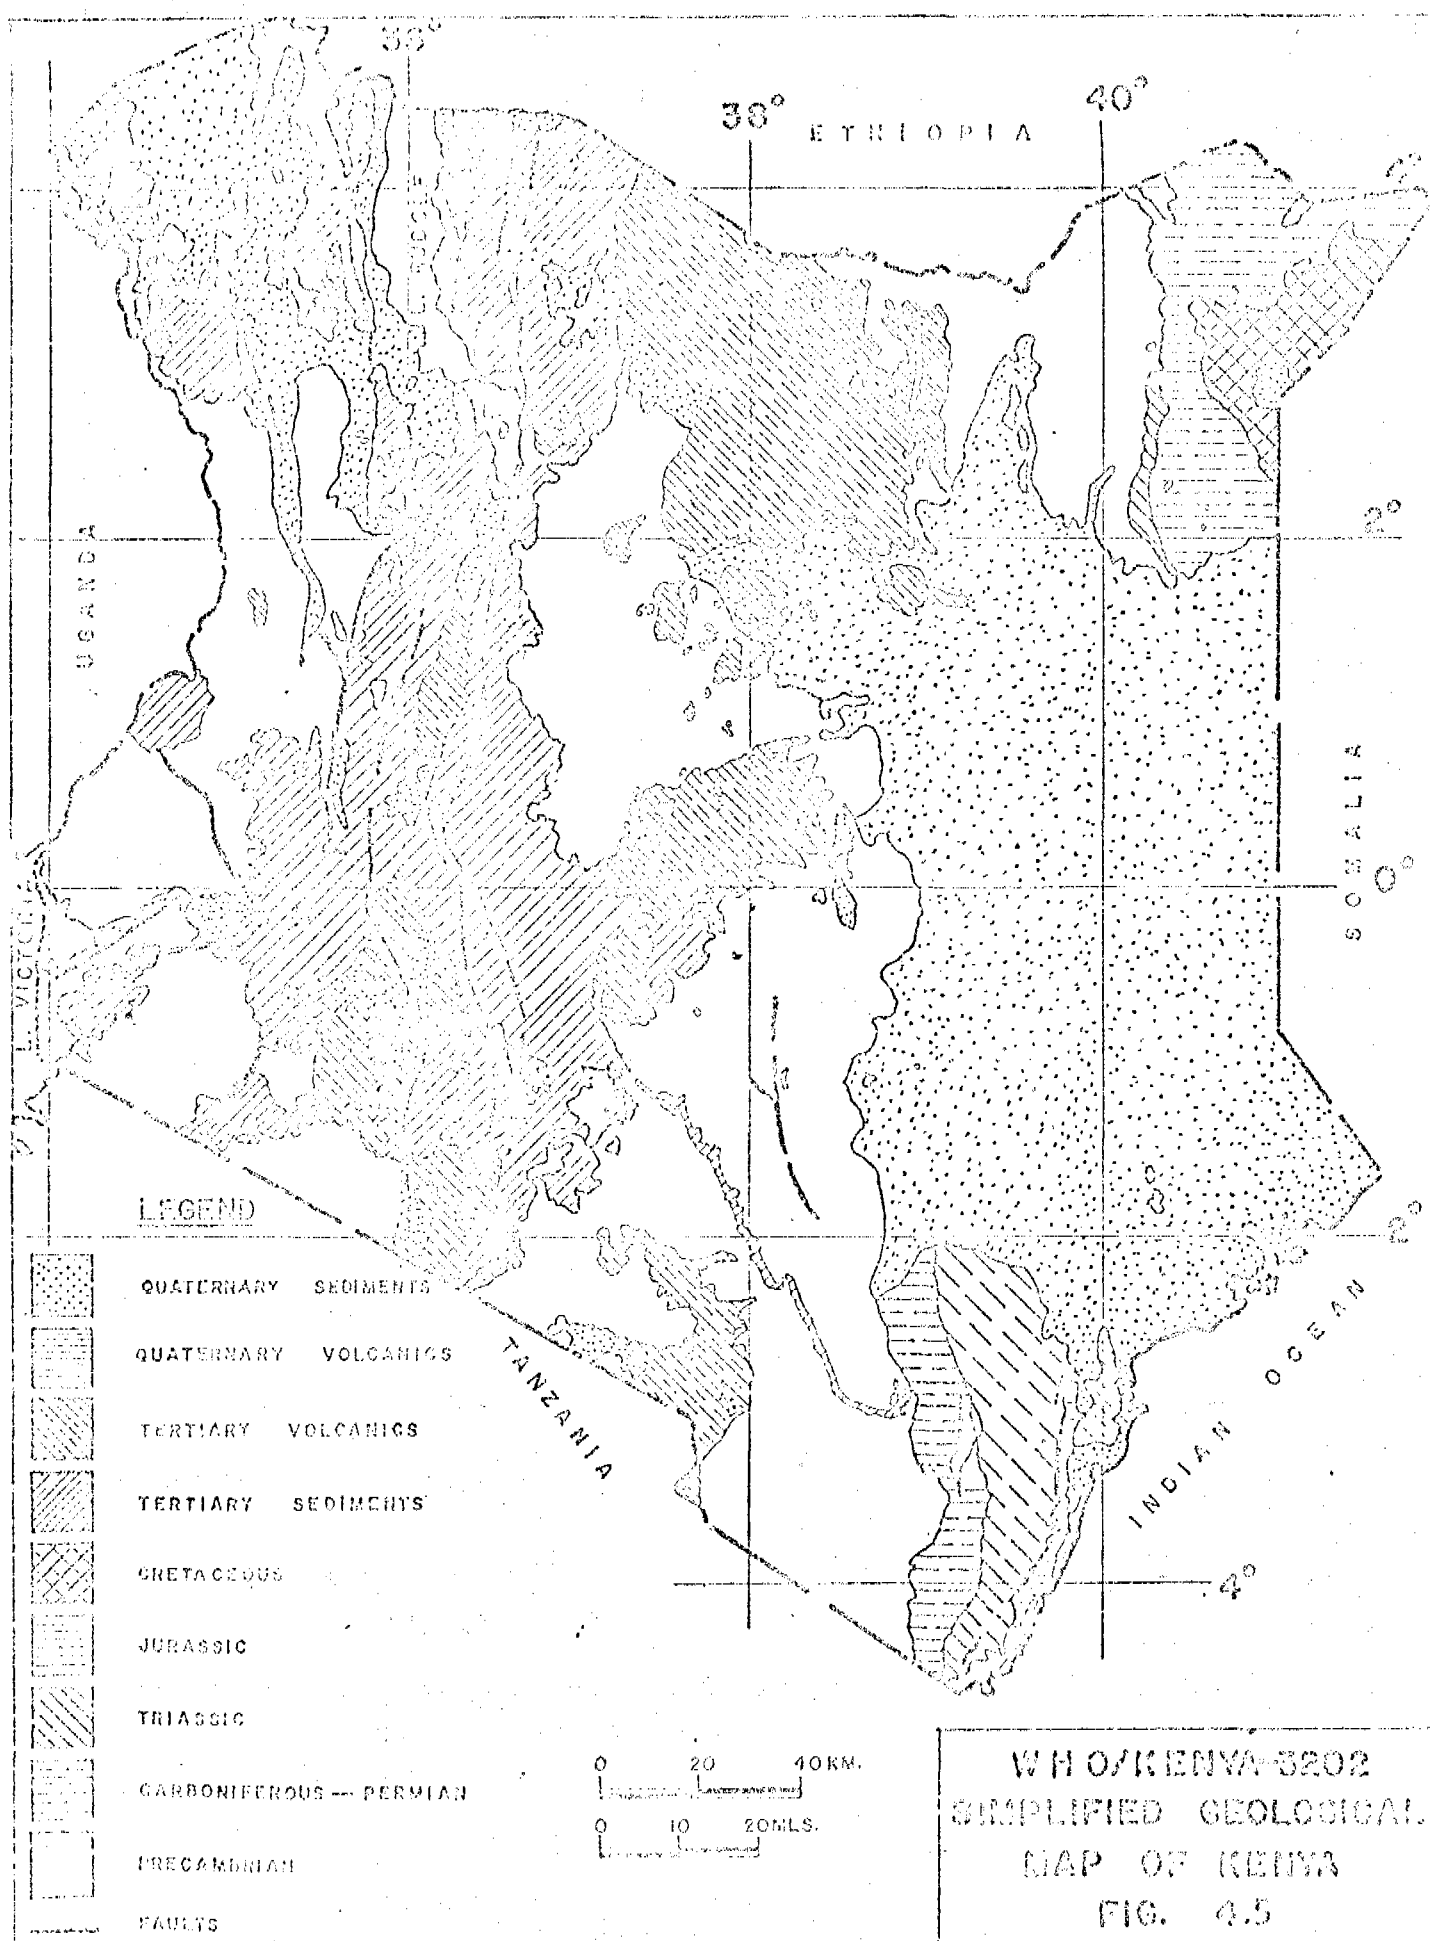 38°
40°
ETHIOPIA
2°
UGANDA
SOMALIA
0°
L. VICTORIA
2°
LEGEND
QUATERNARY SEDIMENTS
QUATERNARY VOLCANICS
TANZANIA
INDIAN OCEAN
TERTIARY VOLCANICS
TERTIARY SEDIMENTS
CRETACEOUS
4°
JURASSIC
TRIASSIC
0 20 40KM.
CARBONIFEROUS — PERMIAN
0 10 20MLS.
PRECAMBRIAN
FAULTS
WHO/KENYA-3202
SIMPLIFIED GEOLOGICAL
MAP OF KENYA
FIG. 4.5